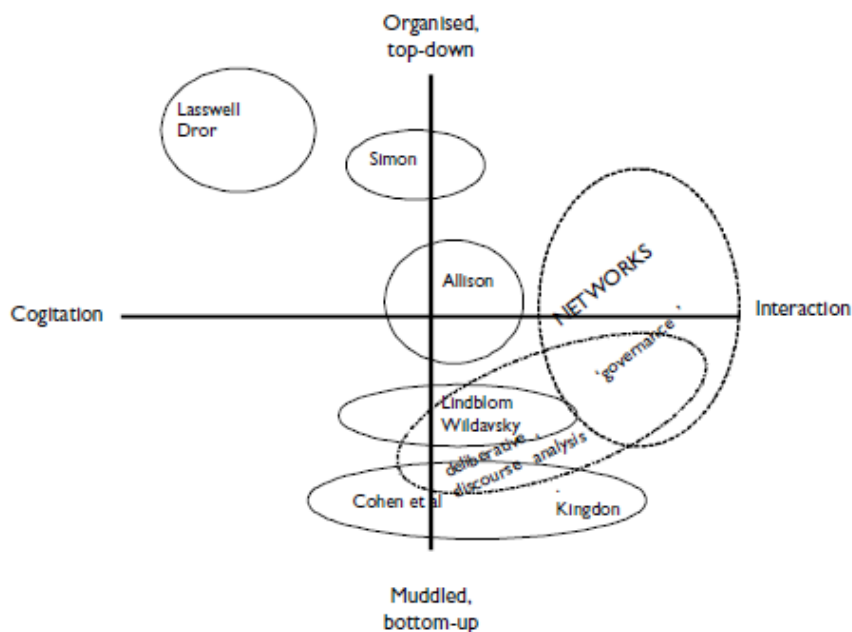 Organised,
top-down
Lasswell
Dror
Simon
Allison
NETWORKS
Cogitation
Interaction
'governance'
Lindblom
Wildavsky
deliberative,
discourse analysis
Cohen et al
Kingdon
Muddled,
bottom-up